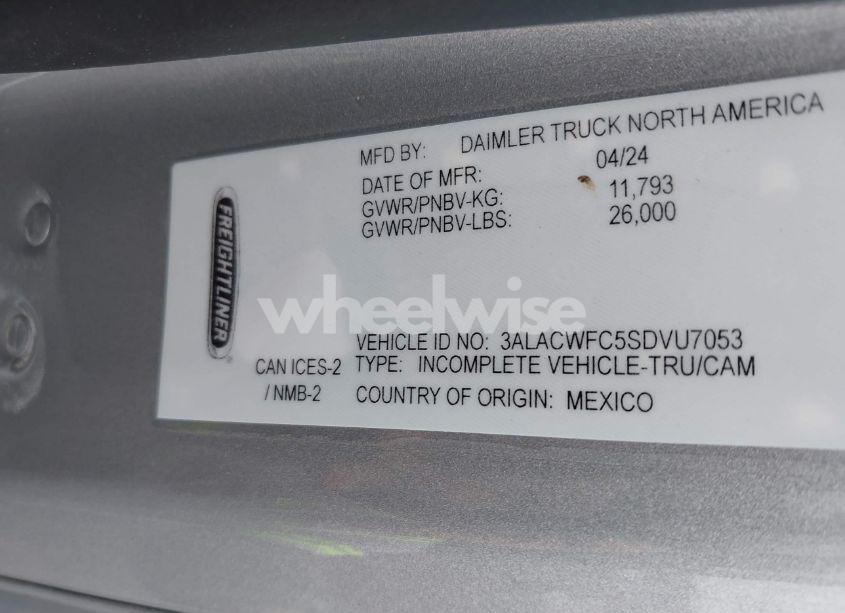 MFD BY: DAIMLER TRUCK NORTH AMERICA
DATE OF MFR: 04/24
GVWR/PNBV-KG: 11,793
GVWR/PNBV-LBS: 26,000
FREIGHTLINER
wheelwise
VEHICLE ID NO: 3ALACWFC5SDVU7053
CAN ICES-2 TYPE: INCOMPLETE VEHICLE-TRU/CAM
/ NMB-2 COUNTRY OF ORIGIN: MEXICO